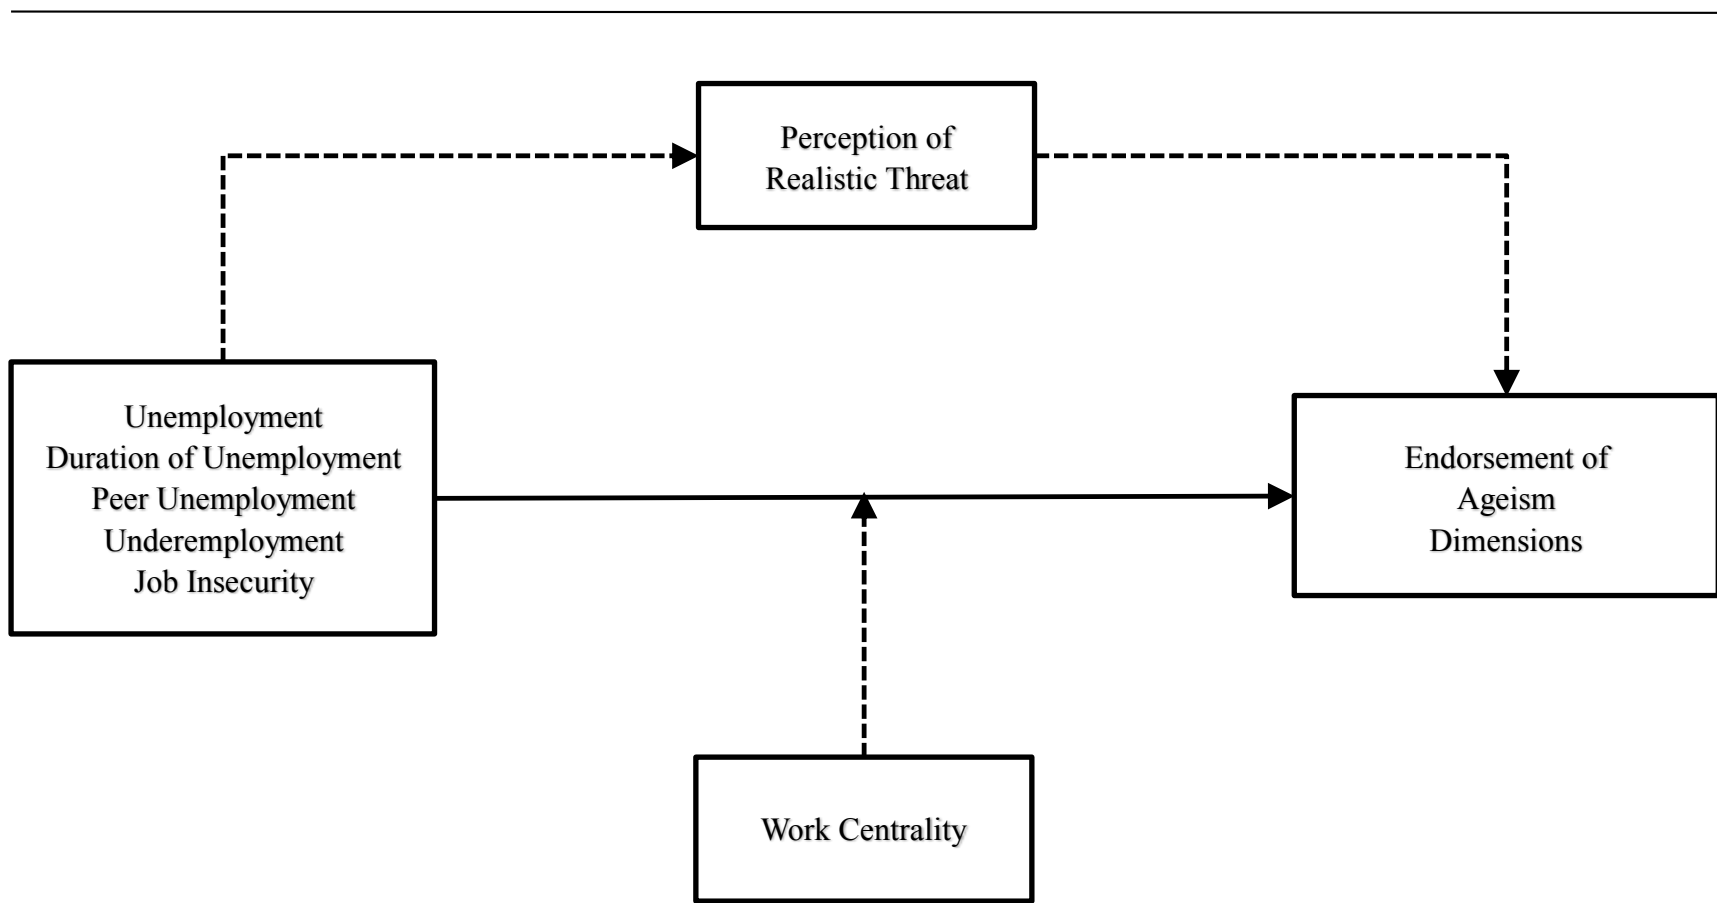 Perception of
Realistic Threat
Unemployment
Duration of Unemployment
Peer Unemployment
Underemployment
Job Insecurity
Endorsement of
Ageism
Dimensions
Work Centrality